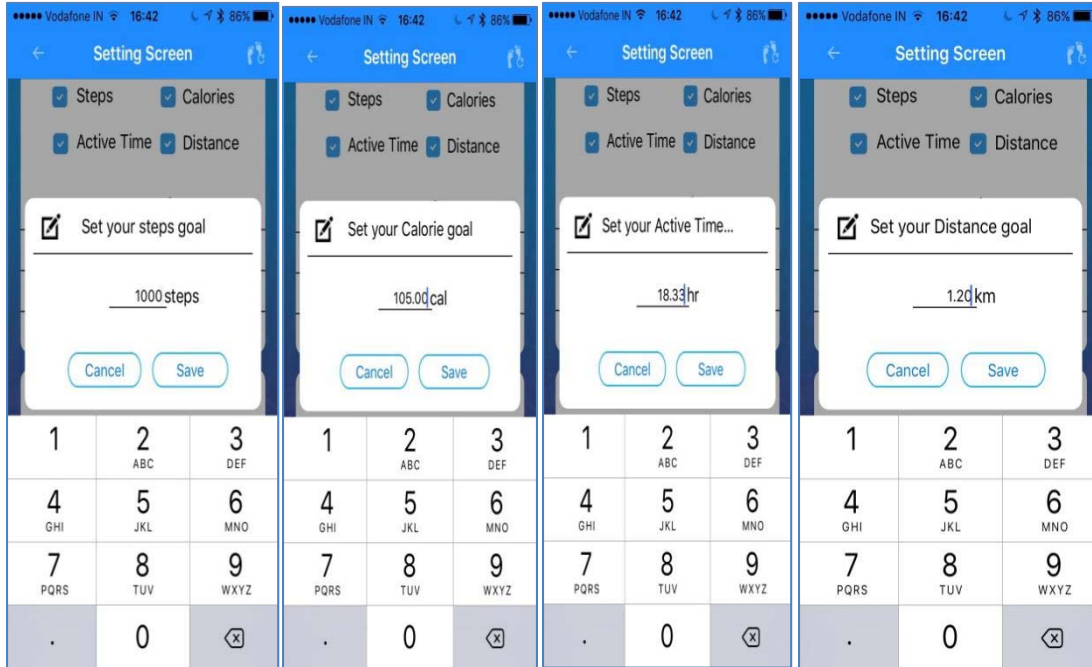 Vodafone IN 16:42 86%
Setting Screen
Steps Calories
Active Time Distance
Set your steps goal
1000 steps
Cancel Save
1 2 3
ABC DEF
4 5 6
GHI JKL MNO
7 8 9
PQRS TUV WXYZ
. 0
Vodafone IN 16:42 86%
Setting Screen
Steps Calories
Active Time Distance
Set your Calorie goal
105.00 cal
Cancel Save
1 2 3
ABC DEF
4 5 6
GHI JKL MNO
7 8 9
PQRS TUV WXYZ
. 0
Vodafone IN 16:42 86%
Setting Screen
Steps Calories
Active Time Distance
Set your Active Time...
18.33 hr
Cancel Save
1 2 3
ABC DEF
4 5 6
GHI JKL MNO
7 8 9
PQRS TUV WXYZ
. 0
Vodafone IN 16:42 86%
Setting Screen
Steps Calories
Active Time Distance
Set your Distance goal
1.20 km
Cancel Save
1 2 3
ABC DEF
4 5 6
GHI JKL MNO
7 8 9
PQRS TUV WXYZ
. 0